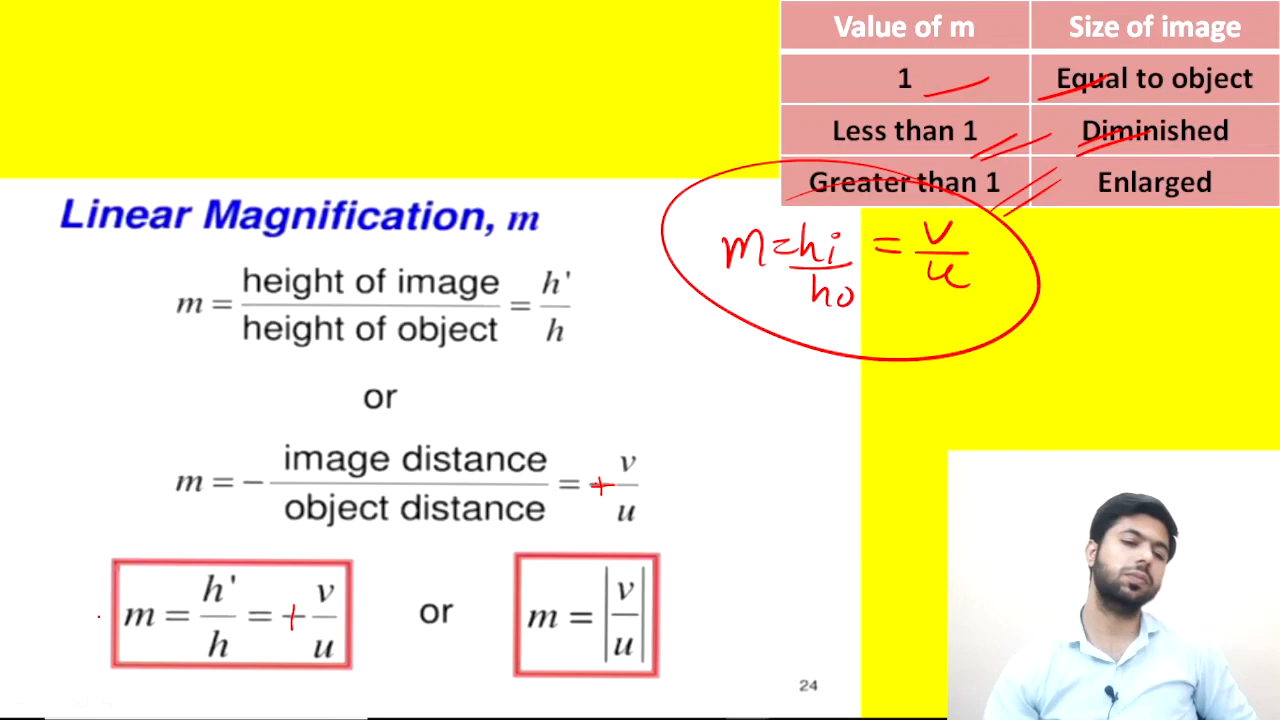 Value of m Size of image
1 Equal to object
Less than 1 Diminished
Greater than 1 Enlarged
Linear Magnification, m
m = hi/ho = v/u
m = height of image / height of object = h'/h
or
m = - image distance / object distance = + v/u
m = h'/h = + v/u or m = |v/u|
24